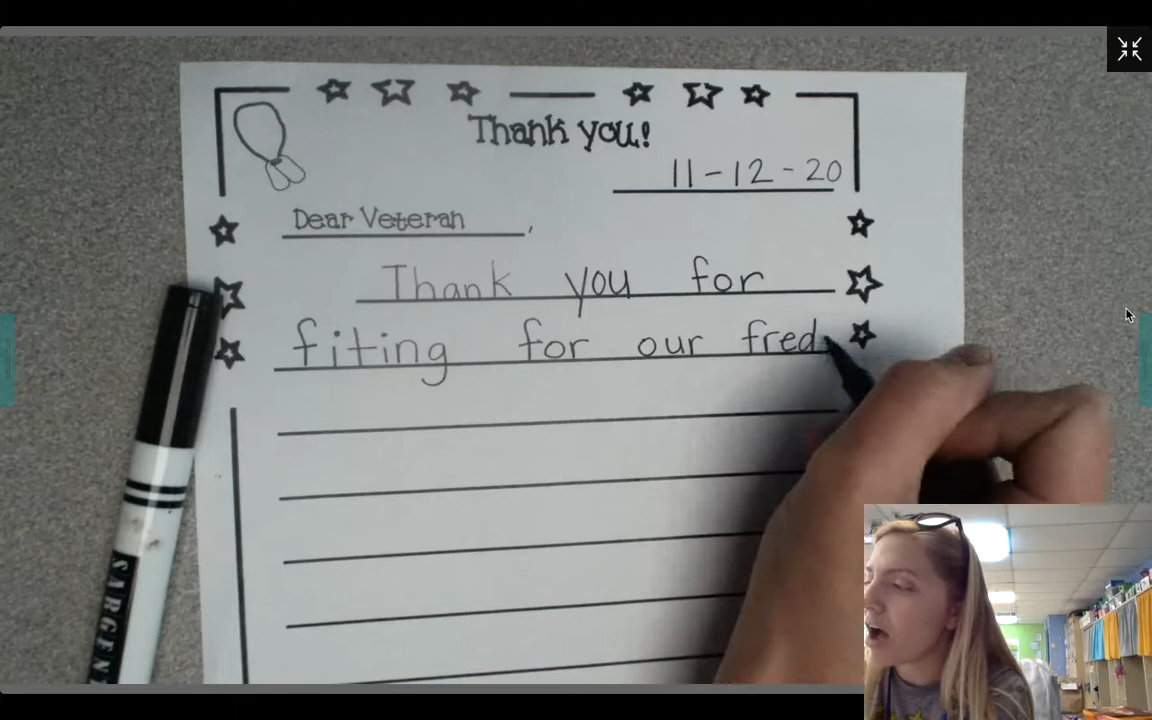 Thank you!
11-12-20
Dear Veteran,
Thank you for
fiting for our fred
SARGENT